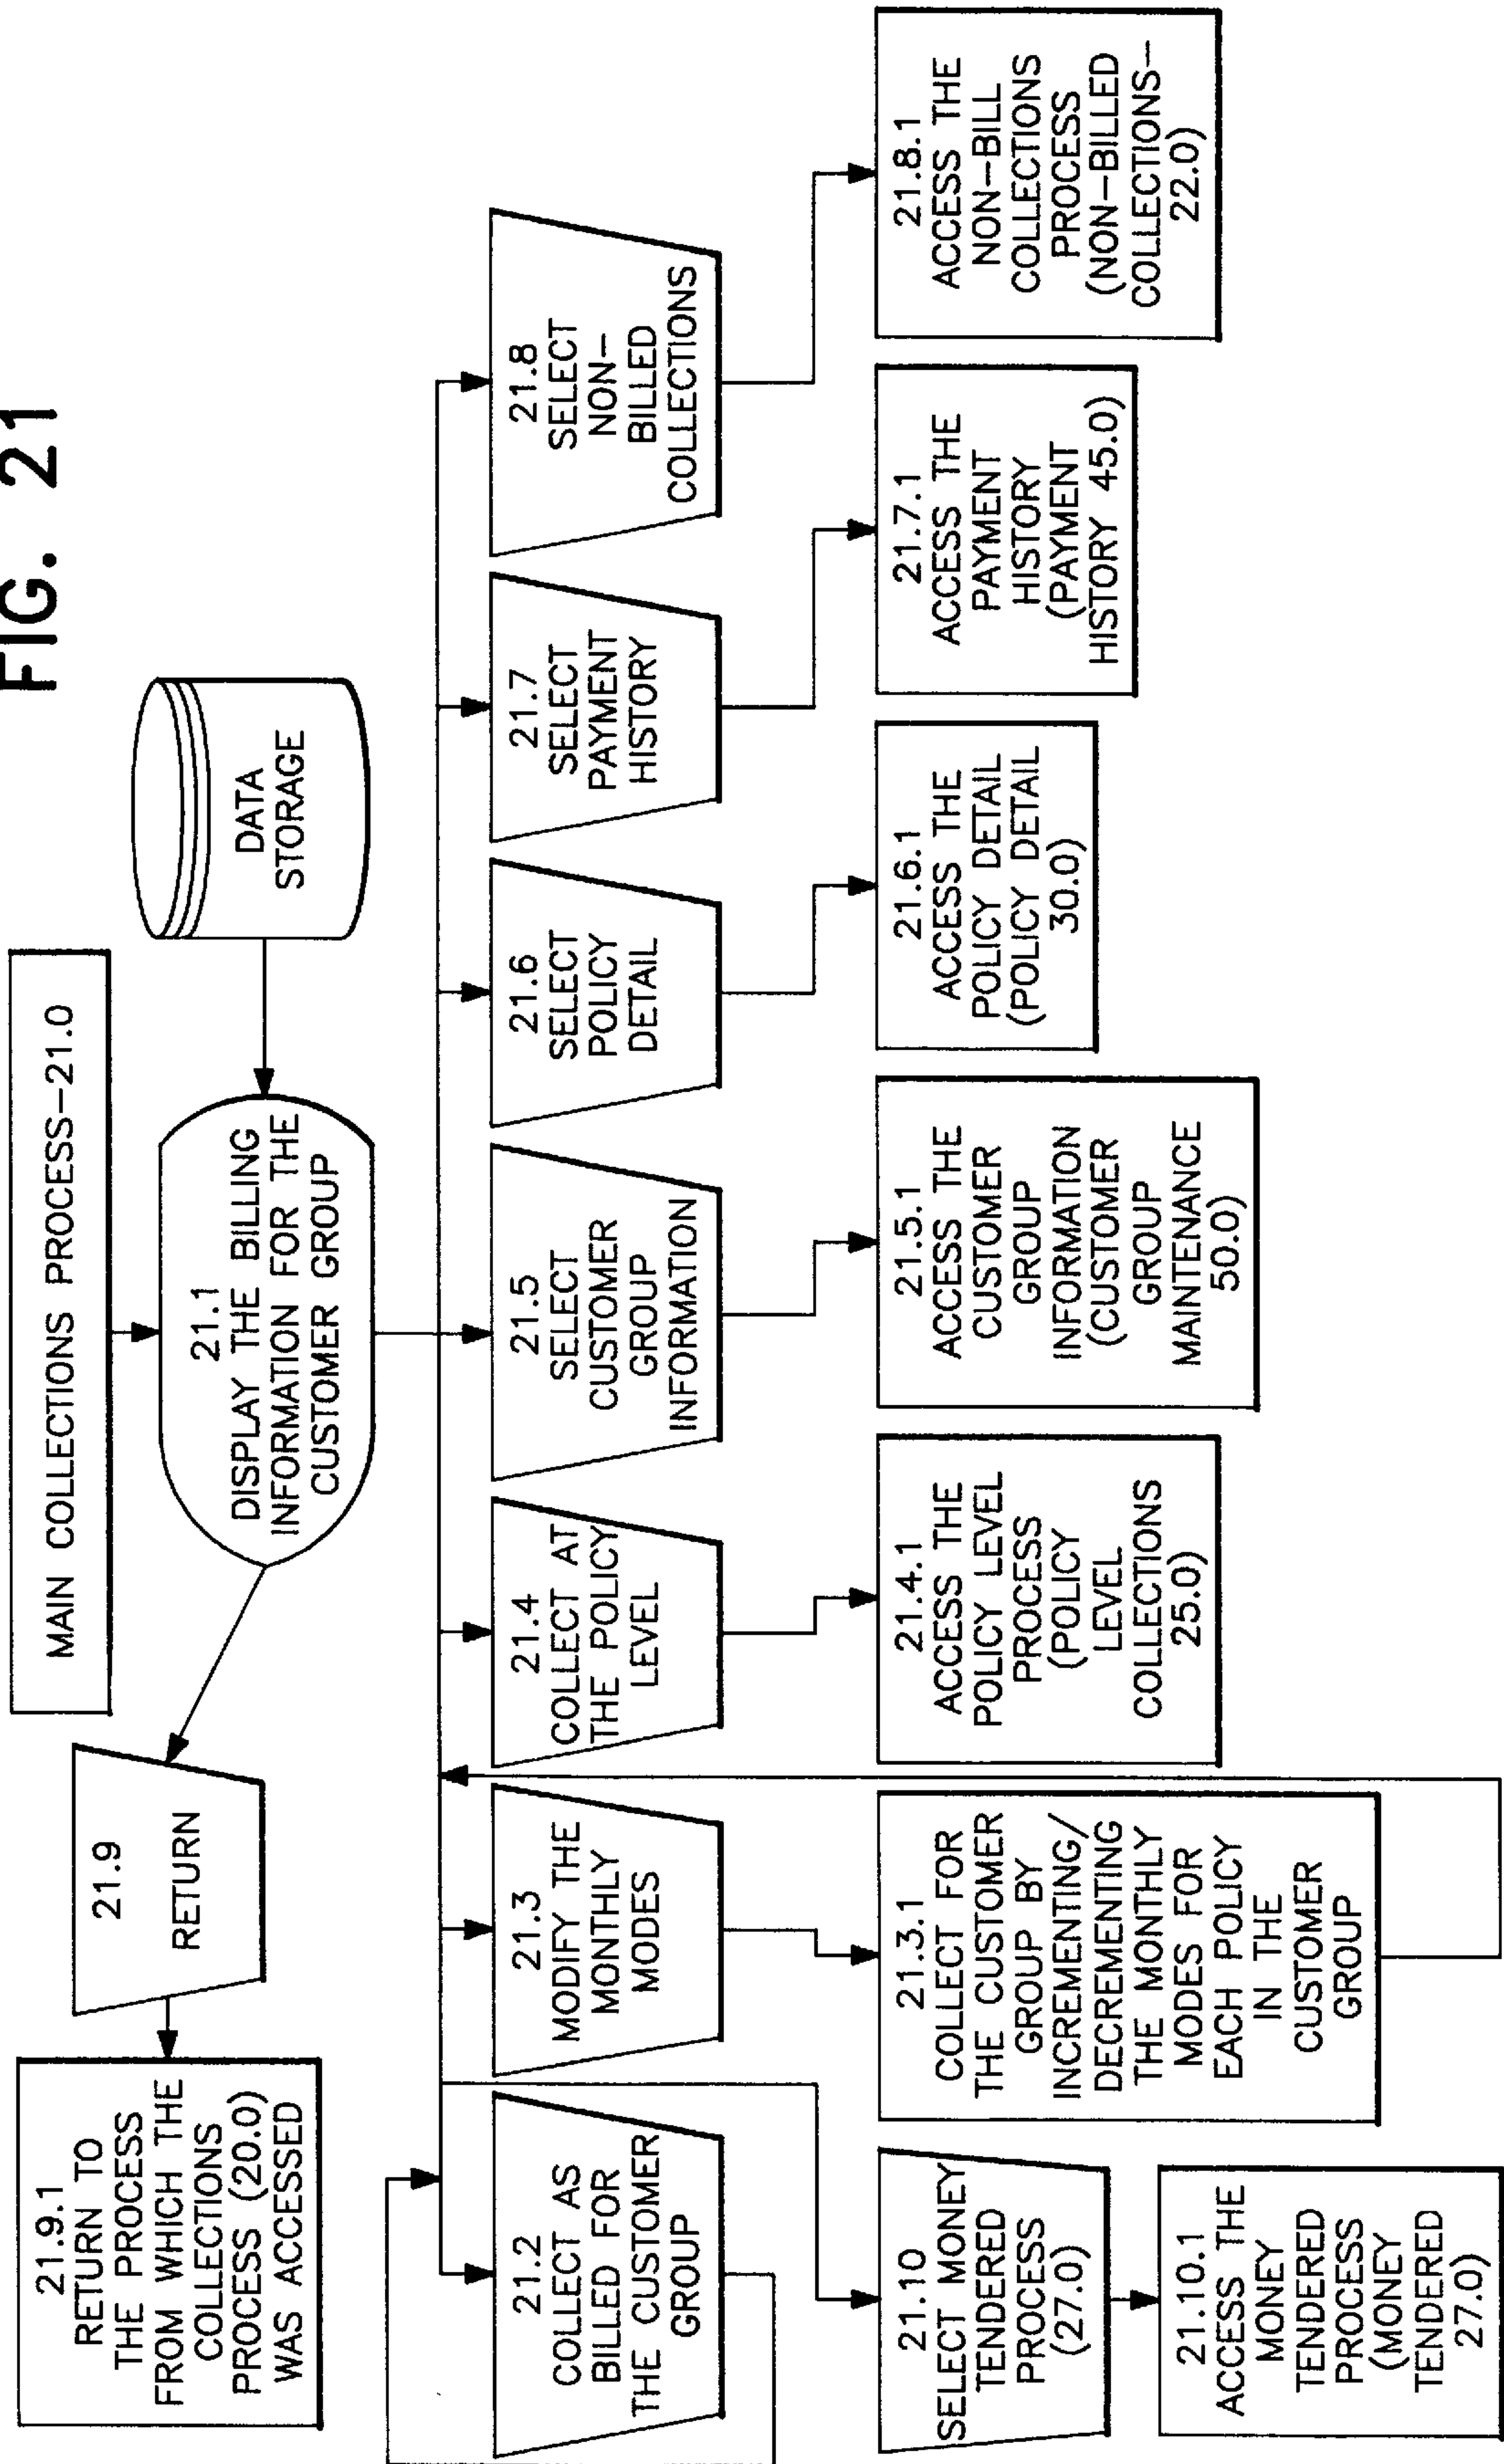 FIG. 21
MAIN COLLECTIONS PROCESS-21.0
21.9.1
RETURN TO
THE PROCESS
FROM WHICH THE
COLLECTIONS
PROCESS (20.0)
WAS ACCESSED
21.9
RETURN
21.1
DISPLAY THE BILLING
INFORMATION FOR THE
CUSTOMER GROUP
DATA
STORAGE
21.2
COLLECT AS
BILLED FOR
THE CUSTOMER
GROUP
21.3
MODIFY THE
MONTHLY
MODES
21.4
COLLECT AT
THE POLICY
LEVEL
21.5
SELECT
CUSTOMER
GROUP
INFORMATION
21.6
SELECT
POLICY
DETAIL
21.7
SELECT
PAYMENT
HISTORY
21.8
SELECT
NON-
BILLED
COLLECTIONS
21.10
SELECT MONEY
TENDERED
PROCESS
(27.0)
21.3.1
COLLECT FOR
THE CUSTOMER
GROUP BY
INCREMENTING/
DECREMENTING
THE MONTHLY
MODES FOR
EACH POLICY
IN THE
CUSTOMER
GROUP
21.4.1
ACCESS THE
POLICY LEVEL
PROCESS
(POLICY
LEVEL
COLLECTIONS
25.0)
21.5.1
ACCESS THE
CUSTOMER
GROUP
INFORMATION
(CUSTOMER
GROUP
MAINTENANCE
50.0)
21.6.1
ACCESS THE
POLICY DETAIL
(POLICY DETAIL
30.0)
21.7.1
ACCESS THE
PAYMENT
HISTORY
(PAYMENT
HISTORY 45.0)
21.8.1
ACCESS THE
NON-BILL
COLLECTIONS
PROCESS
(NON-BILLED
COLLECTIONS-
22.0)
21.10.1
ACCESS THE
MONEY
TENDERED
PROCESS
(MONEY
TENDERED
27.0)